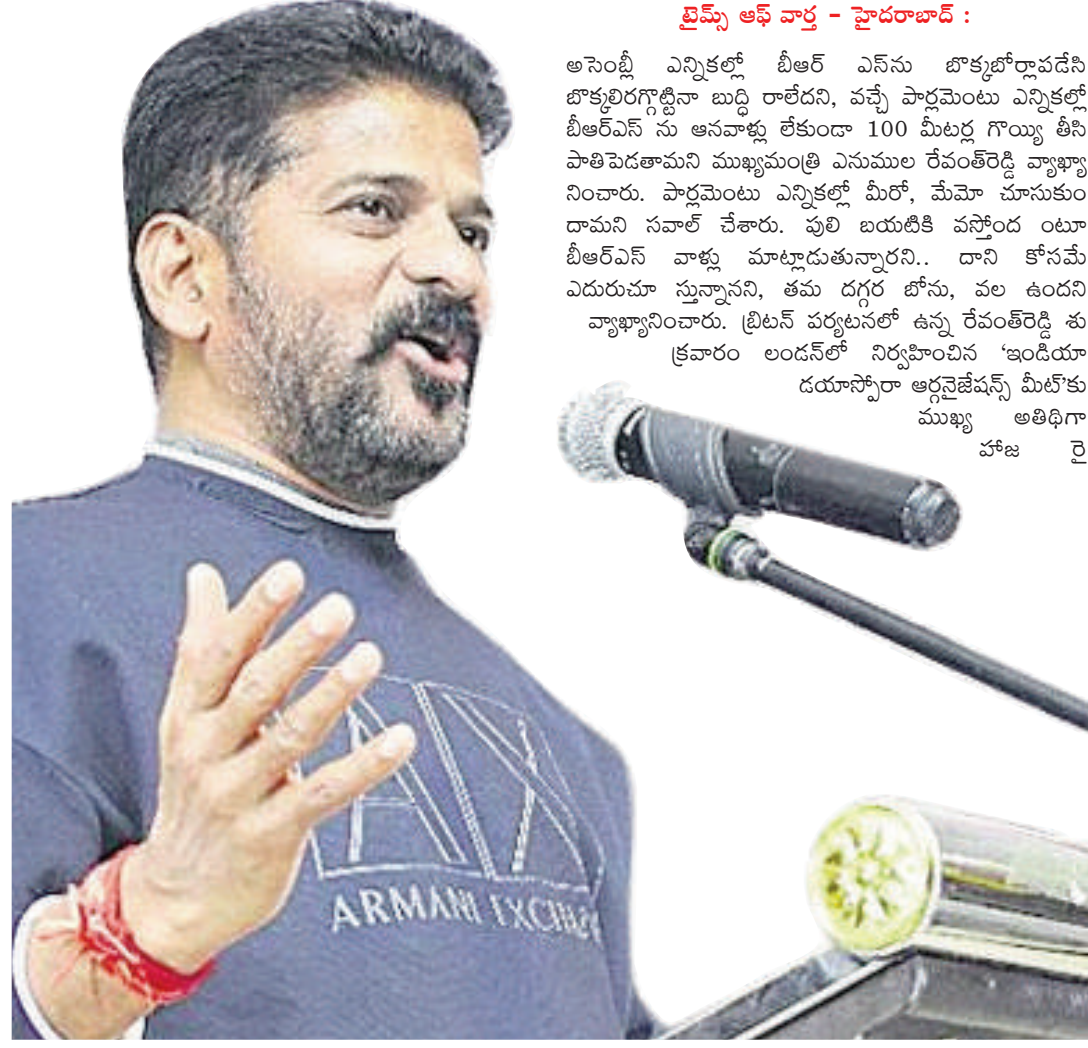 టైమ్స్ ఆఫ్ వార్త – హైదరాబాద్ :
అసెంబ్లీ ఎన్నికల్లో బీఆర్ ఎస్‌ను బొక్కబోర్లావడేసి
బొక్కలిరగ్గొట్టినా బుద్ధి రాలేదని, వచ్చే పార్లమెంటు ఎన్నికల్లో
బీఆర్ఎస్ ను ఆనవాళ్లు లేకుండా 100 మీటర్ల గొయ్యి తీసి
పాతిపెడతామని ముఖ్యమంత్రి ఎనుముల రేవంత్‌రెడ్డి వ్యాఖ్యా
నించారు. పార్లమెంటు ఎన్నికల్లో మీరో, మేమో చూసుకుం
దామని సవాల్ చేశారు. పులి బయటికి వస్తోంద ంటూ
బీఆర్ఎస్ వాళ్లు మాట్లాడుతున్నారని.. దాని కోసమే
ఎదురుచూ స్తున్నానని, తమ దగ్గర బోను, వల ఉందని
వ్యాఖ్యానించారు. బ్రిటన్ పర్యటనలో ఉన్న రేవంత్‌రెడ్డి శు
క్రవారం లండన్‌లో నిర్వహించిన ‘ఇండియా
డయాస్పోరా ఆర్గనైజేషన్స్ మీట్’కు
ముఖ్య అతిథిగా
హాజ రై
AX
ARMANI EXCHA